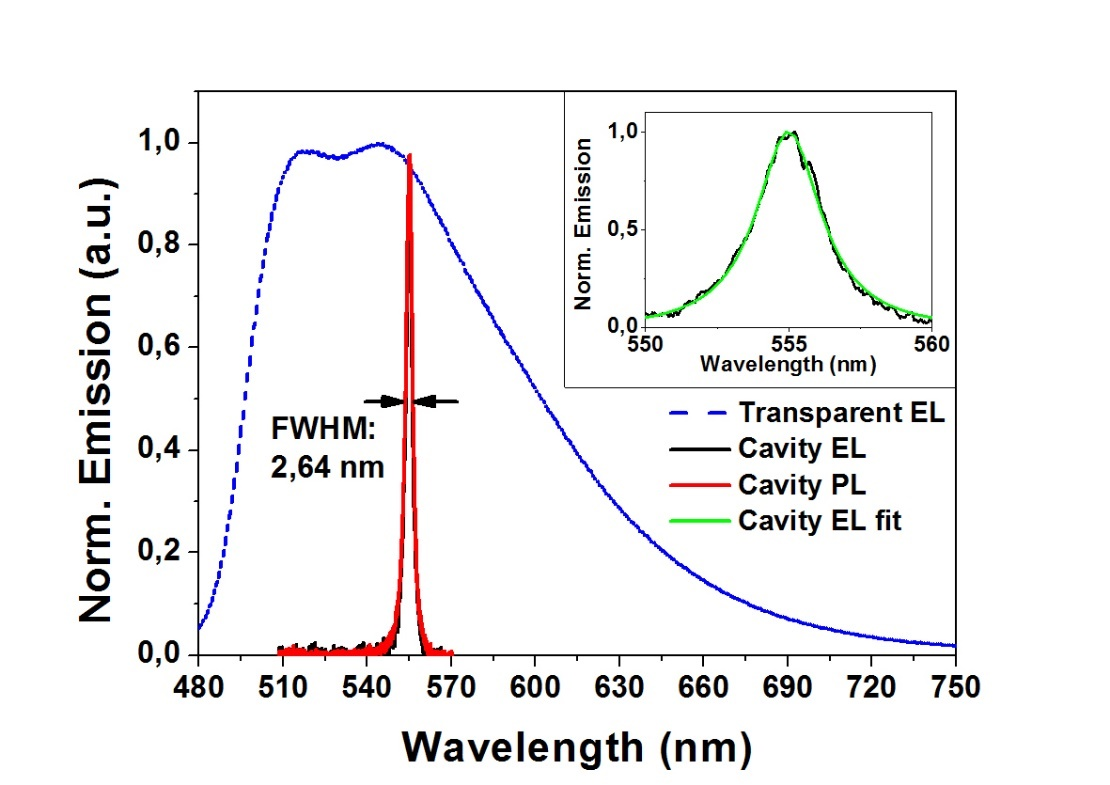 Norm. Emission (a.u.)
1,0
0,8
0,6
0,4
0,2
0,0
480 510 540 570 600 630 660 690 720 750
Wavelength (nm)
FWHM:
2,64 nm
Norm. Emission
1,0
0,5
0,0
550 555 560
Wavelength (nm)
Transparent EL
Cavity EL
Cavity PL
Cavity EL fit